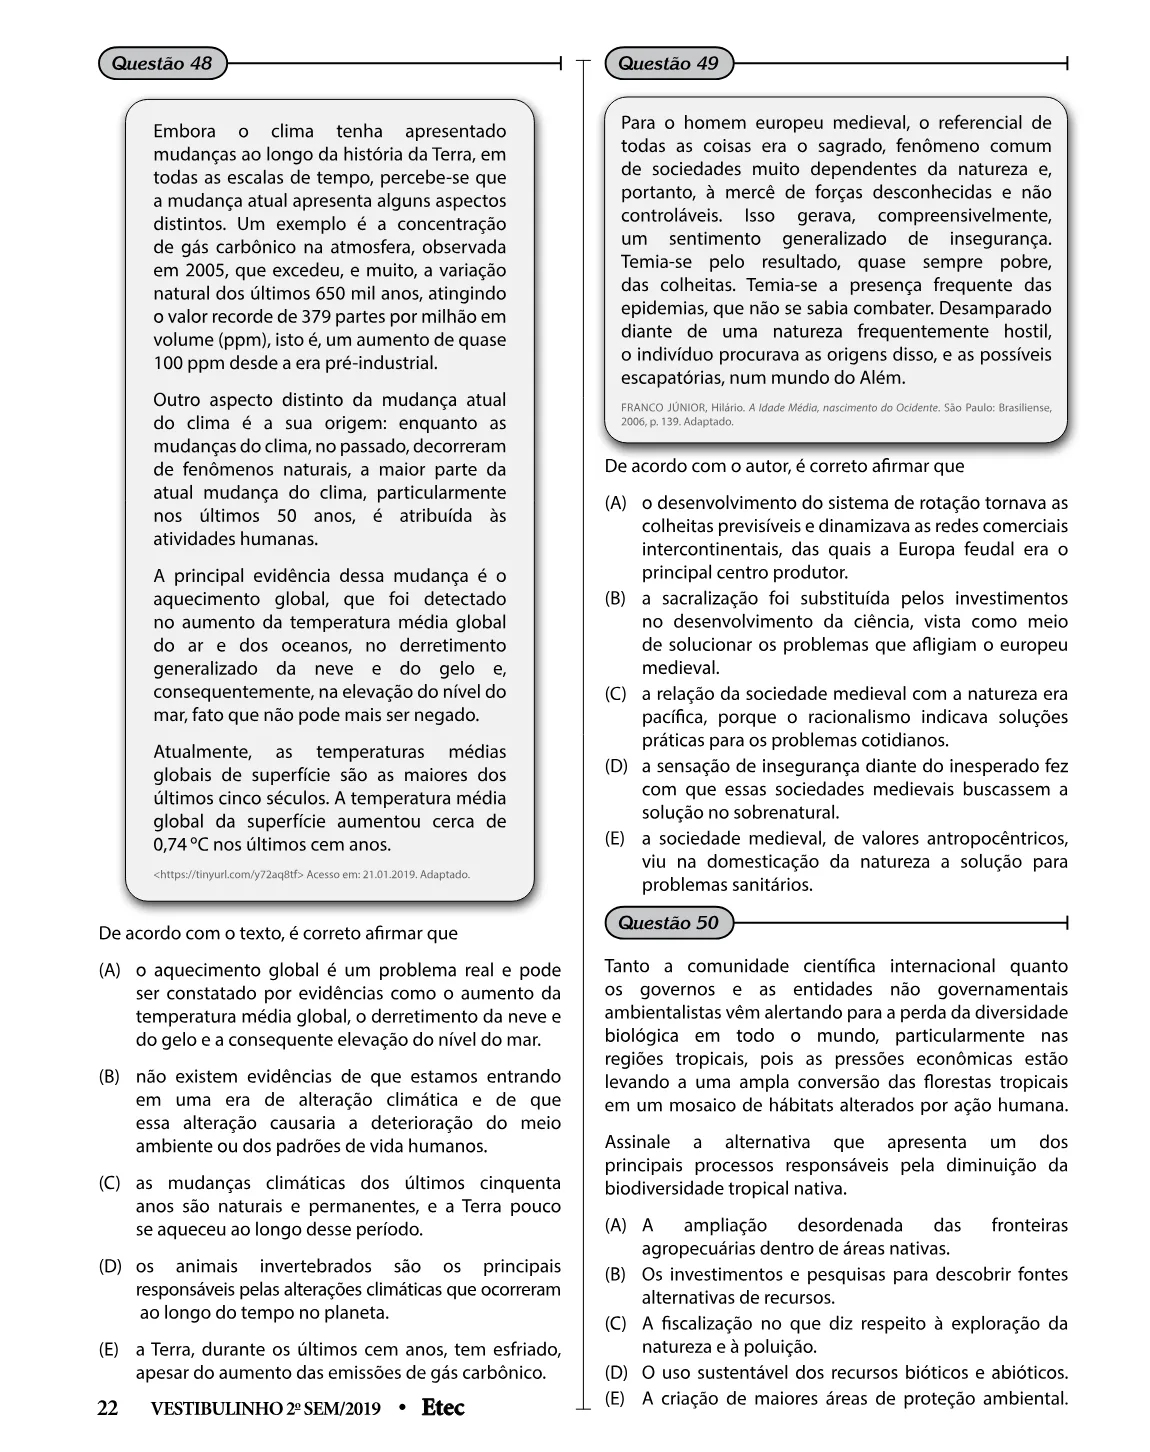 Questão 48
Embora o clima tenha apresentado
mudanças ao longo da história da Terra, em
todas as escalas de tempo, percebe-se que
a mudança atual apresenta alguns aspectos
distintos. Um exemplo é a concentração
de gás carbônico na atmosfera, observada
em 2005, que excedeu, e muito, a variação
natural dos últimos 650 mil anos, atingindo
o valor recorde de 379 partes por milhão em
volume (ppm), isto é, um aumento de quase
100 ppm desde a era pré-industrial.
Outro aspecto distinto da mudança atual
do clima é a sua origem: enquanto as
mudanças do clima, no passado, decorreram
de fenômenos naturais, a maior parte da
atual mudança do clima, particularmente
nos últimos 50 anos, é atribuída às
atividades humanas.
A principal evidência dessa mudança é o
aquecimento global, que foi detectado
no aumento da temperatura média global
do ar e dos oceanos, no derretimento
generalizado da neve e do gelo e,
consequentemente, na elevação do nível do
mar, fato que não pode mais ser negado.
Atualmente, as temperaturas médias
globais de superfície são as maiores dos
últimos cinco séculos. A temperatura média
global da superfície aumentou cerca de
0,74 ºC nos últimos cem anos.
<https://tinyurl.com/y72aq8tf> Acesso em: 21.01.2019. Adaptado.
De acordo com o texto, é correto afirmar que
(A) o aquecimento global é um problema real e pode
ser constatado por evidências como o aumento da
temperatura média global, o derretimento da neve e
do gelo e a consequente elevação do nível do mar.
(B) não existem evidências de que estamos entrando
em uma era de alteração climática e de que
essa alteração causaria a deterioração do meio
ambiente ou dos padrões de vida humanos.
(C) as mudanças climáticas dos últimos cinquenta
anos são naturais e permanentes, e a Terra pouco
se aqueceu ao longo desse período.
(D) os animais invertebrados são os principais
responsáveis pelas alterações climáticas que ocorreram
ao longo do tempo no planeta.
(E) a Terra, durante os últimos cem anos, tem esfriado,
apesar do aumento das emissões de gás carbônico.
Questão 49
Para o homem europeu medieval, o referencial de
todas as coisas era o sagrado, fenômeno comum
de sociedades muito dependentes da natureza e,
portanto, à mercê de forças desconhecidas e não
controláveis. Isso gerava, compreensivelmente,
um sentimento generalizado de insegurança.
Temia-se pelo resultado, quase sempre pobre,
das colheitas. Temia-se a presença frequente das
epidemias, que não se sabia combater. Desamparado
diante de uma natureza frequentemente hostil,
o indivíduo procurava as origens disso, e as possíveis
escapatórias, num mundo do Além.
FRANCO JÚNIOR, Hilário. A Idade Média, nascimento do Ocidente. São Paulo: Brasiliense,
2006, p. 139. Adaptado.
De acordo com o autor, é correto afirmar que
(A) o desenvolvimento do sistema de rotação tornava as
colheitas previsíveis e dinamizava as redes comerciais
intercontinentais, das quais a Europa feudal era o
principal centro produtor.
(B) a sacralização foi substituída pelos investimentos
no desenvolvimento da ciência, vista como meio
de solucionar os problemas que afligiam o europeu
medieval.
(C) a relação da sociedade medieval com a natureza era
pacífica, porque o racionalismo indicava soluções
práticas para os problemas cotidianos.
(D) a sensação de insegurança diante do inesperado fez
com que essas sociedades medievais buscassem a
solução no sobrenatural.
(E) a sociedade medieval, de valores antropocêntricos,
viu na domesticação da natureza a solução para
problemas sanitários.
Questão 50
Tanto a comunidade científica internacional quanto
os governos e as entidades não governamentais
ambientalistas vêm alertando para a perda da diversidade
biológica em todo o mundo, particularmente nas
regiões tropicais, pois as pressões econômicas estão
levando a uma ampla conversão das florestas tropicais
em um mosaico de hábitats alterados por ação humana.
Assinale a alternativa que apresenta um dos
principais processos responsáveis pela diminuição da
biodiversidade tropical nativa.
(A) A ampliação desordenada das fronteiras
agropecuárias dentro de áreas nativas.
(B) Os investimentos e pesquisas para descobrir fontes
alternativas de recursos.
(C) A fiscalização no que diz respeito à exploração da
natureza e à poluição.
(D) O uso sustentável dos recursos bióticos e abióticos.
(E) A criação de maiores áreas de proteção ambiental.
22 VESTIBULINHO 2º SEM/2019 • Etec